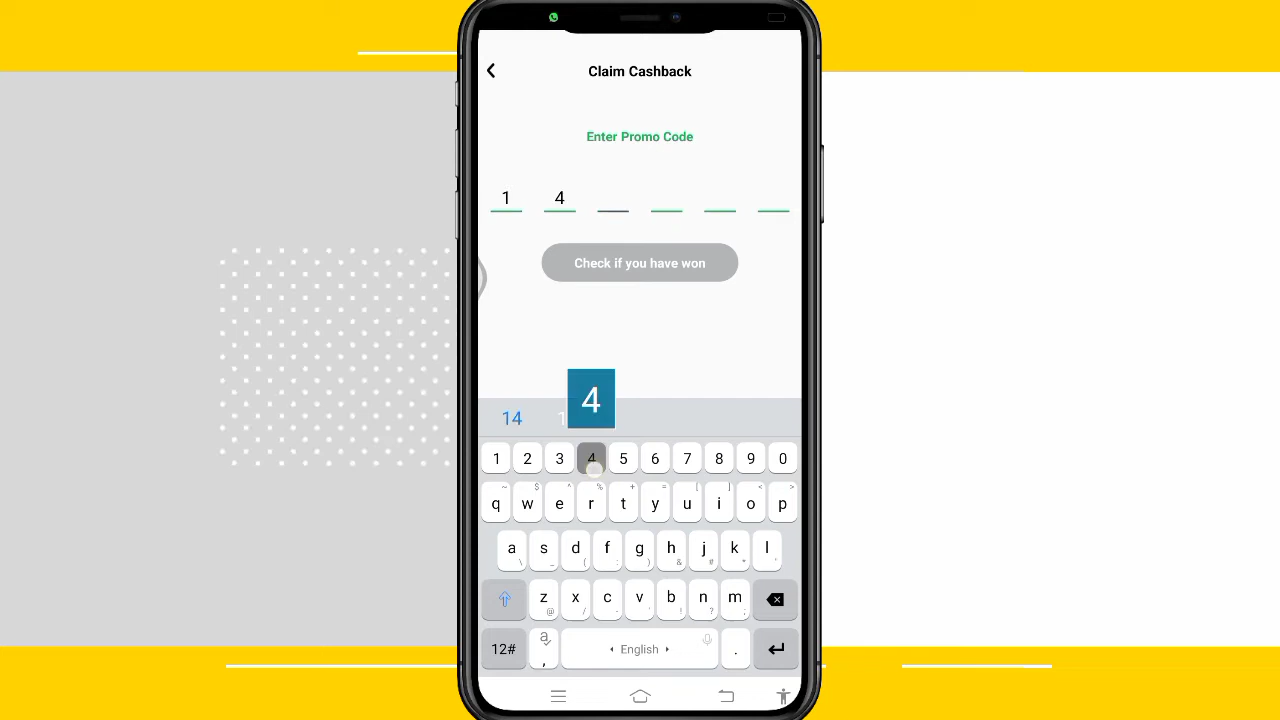 Claim Cashback
Enter Promo Code
1 4
Check if you have won
4
14
1 2 3 4 5 6 7 8 9 0
~ $ ^ % + = [ ] < >
q w e r t y u i o p
a s d f g h j k l
\ _ ( : ) & # * '
z x c v b n m
@ / - ' ! ? ;
12# a , English .